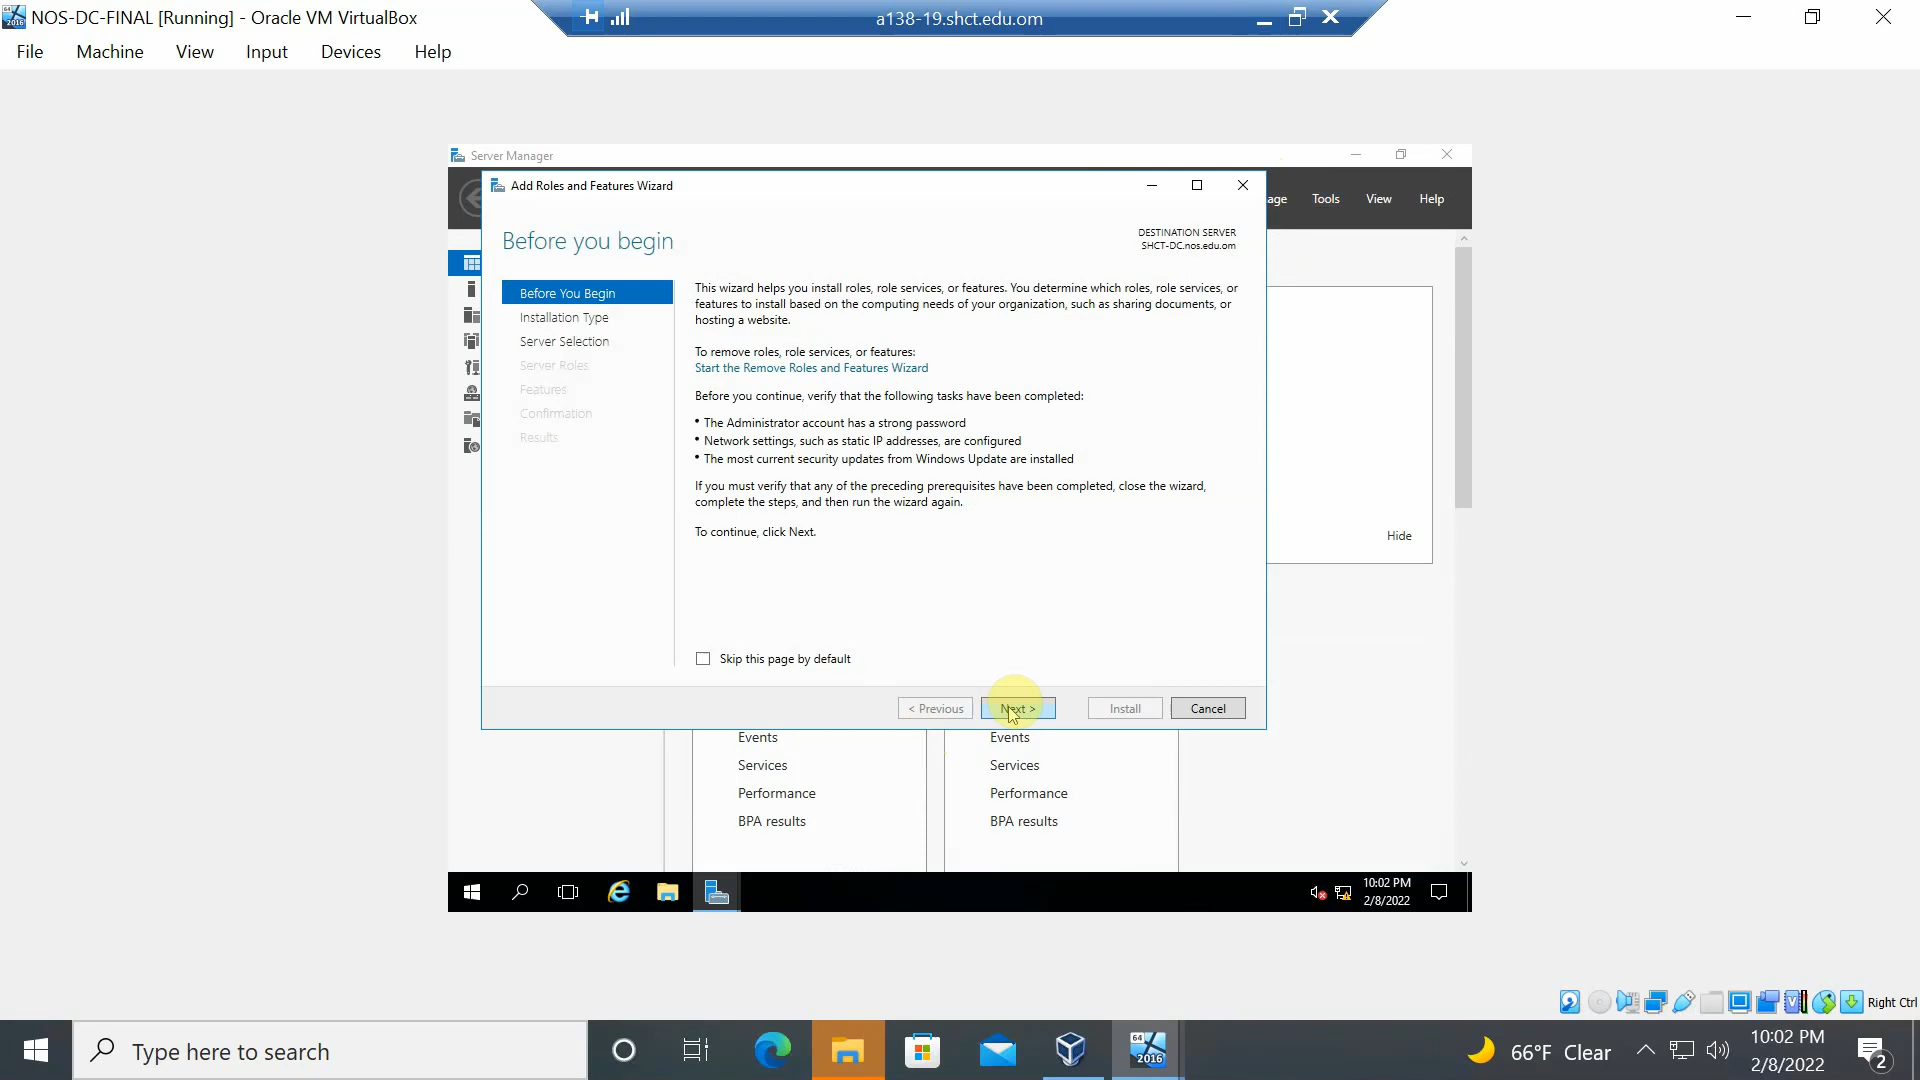 NOS-DC-FINAL [Running] - Oracle VM VirtualBox
a138-19.shct.edu.om
File Machine View Input Devices Help
Server Manager
Add Roles and Features Wizard
age Tools View Help
Before you begin
DESTINATION SERVER
SHCT-DC.nos.edu.om
Before You Begin
Installation Type
Server Selection
Server Roles
Features
Confirmation
Results
This wizard helps you install roles, role services, or features. You determine which roles, role services, or
features to install based on the computing needs of your organization, such as sharing documents, or
hosting a website.
To remove roles, role services, or features:
Start the Remove Roles and Features Wizard
Before you continue, verify that the following tasks have been completed:
• The Administrator account has a strong password
• Network settings, such as static IP addresses, are configured
• The most current security updates from Windows Update are installed
If you must verify that any of the preceding prerequisites have been completed, close the wizard,
complete the steps, and then run the wizard again.
To continue, click Next.
Hide
Skip this page by default
< Previous Next > Install Cancel
Events Events
Services Services
Performance Performance
BPA results BPA results
10:02 PM
2/8/2022
Right Ctrl
Type here to search
64
2016
66°F Clear
10:02 PM
2/8/2022
2